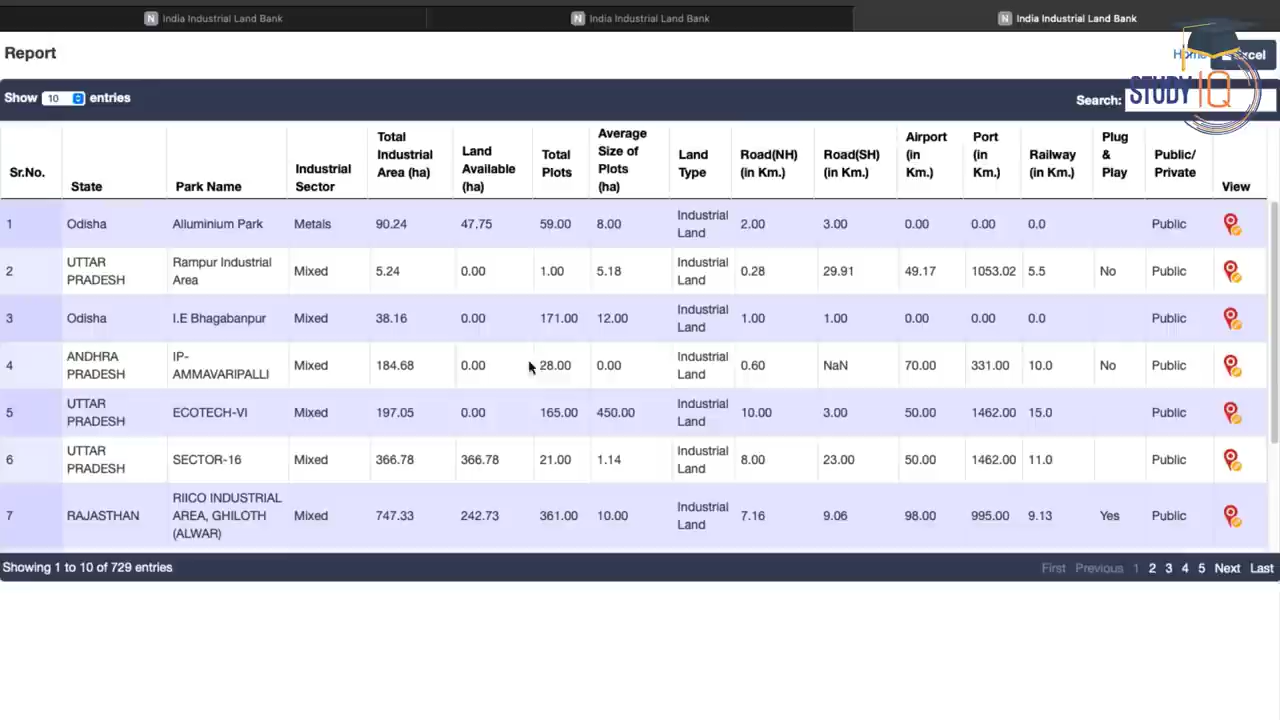 India Industrial Land Bank India Industrial Land Bank India Industrial Land Bank
Report
Excel
STUDY IQ
Show 10 entries
Search:
Sr.No. State Park Name Industrial Sector Total Industrial Area (ha) Land Available (ha) Total Plots Average Size of Plots (ha) Land Type Road(NH) (in Km.) Road(SH) (in Km.) Airport (in Km.) Port (in Km.) Railway (in Km.) Plug & Play Public/ Private View
1 Odisha Alluminium Park Metals 90.24 47.75 59.00 8.00 Industrial Land 2.00 3.00 0.00 0.00 0.0 Public
2 UTTAR PRADESH Rampur Industrial Area Mixed 5.24 0.00 1.00 5.18 Industrial Land 0.28 29.91 49.17 1053.02 5.5 No Public
3 Odisha I.E Bhagabanpur Mixed 38.16 0.00 171.00 12.00 Industrial Land 1.00 1.00 0.00 0.00 0.0 Public
4 ANDHRA PRADESH IP-AMMAVARIPALLI Mixed 184.68 0.00 28.00 0.00 Industrial Land 0.60 NaN 70.00 331.00 10.0 No Public
5 UTTAR PRADESH ECOTECH-VI Mixed 197.05 0.00 165.00 450.00 Industrial Land 10.00 3.00 50.00 1462.00 15.0 Public
6 UTTAR PRADESH SECTOR-16 Mixed 366.78 366.78 21.00 1.14 Industrial Land 8.00 23.00 50.00 1462.00 11.0 Public
7 RAJASTHAN RIICO INDUSTRIAL AREA, GHILOTH (ALWAR) Mixed 747.33 242.73 361.00 10.00 Industrial Land 7.16 9.06 98.00 995.00 9.13 Yes Public
Showing 1 to 10 of 729 entries
First Previous 1 2 3 4 5 Next Last